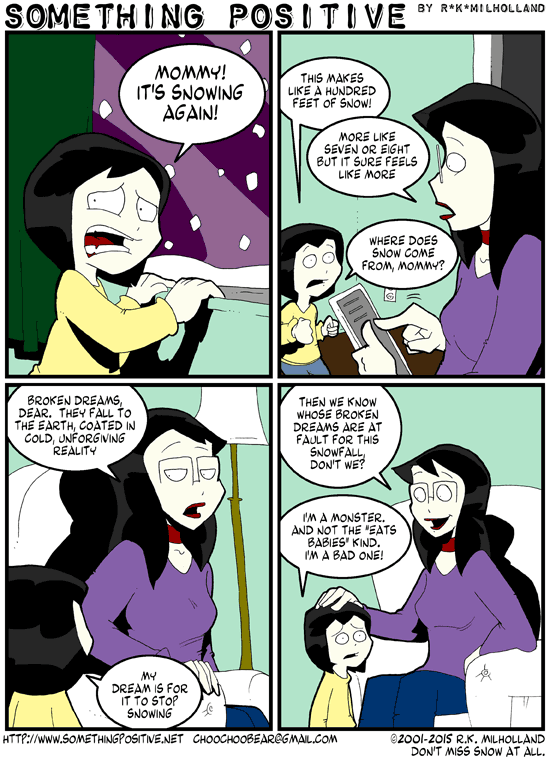 SOMETHING POSITIVE BY R*K*MILHOLLAND
MOMMY!
IT'S SNOWING
AGAIN!
THIS MAKES
LIKE A HUNDRED
FEET OF SNOW!
MORE LIKE
SEVEN OR EIGHT
BUT IT SURE FEELS
LIKE MORE
WHERE DOES
SNOW COME
FROM, MOMMY?
BROKEN DREAMS,
DEAR. THEY FALL TO
THE EARTH, COATED IN
COLD, UNFORGIVING
REALITY
MY
DREAM IS FOR
IT TO STOP
SNOWING
THEN WE KNOW
WHOSE BROKEN
DREAMS ARE AT
FAULT FOR THIS
SNOWFALL,
DON'T WE?
I'M A MONSTER.
AND NOT THE "EATS
BABIES" KIND.
I'M A BAD ONE!
HTTP://WWW.SOMETHINGPOSITIVE.NET CHOOCHOOBEAR@GMAIL.COM
©2001-2015 R.K. MILHOLLAND
DON'T MISS SNOW AT ALL.